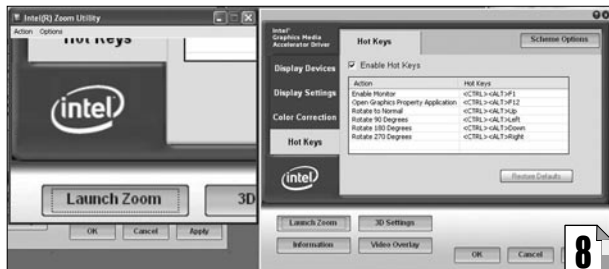 Intel(R) Zoom Utility
Action Options
Hot Keys
intel
Launch Zoom
3D
OK Cancel Apply
Intel®
Graphics Media
Accelerator Driver
Hot Keys
Scheme Options
Display Devices
Display Settings
Color Correction
Hot Keys
intel
Enable Hot Keys
Action Hot Keys
Enable Monitor <CTRL><ALT>F1
Open Graphics Property Application <CTRL><ALT>F12
Rotate to Normal <CTRL><ALT>Up
Rotate 90 Degrees <CTRL><ALT>Left
Rotate 180 Degrees <CTRL><ALT>Down
Rotate 270 Degrees <CTRL><ALT>Right
Restore Defaults
Launch Zoom 3D Settings
Information Video Overlay
OK Cancel
8